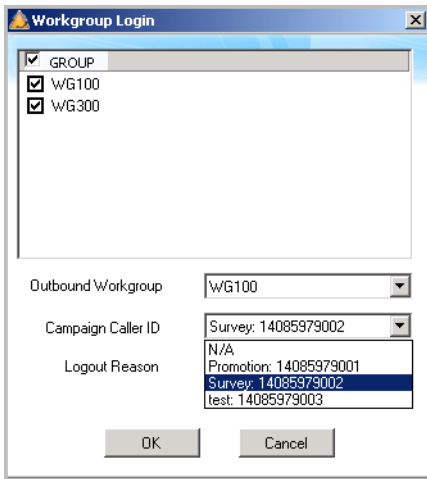 Workgroup Login
GROUP
WG100
WG300
Outbound Workgroup WG100
Campaign Caller ID Survey: 14085979002
N/A
Logout Reason Promotion: 14085979001
Survey: 14085979002
test: 14085979003
OK Cancel